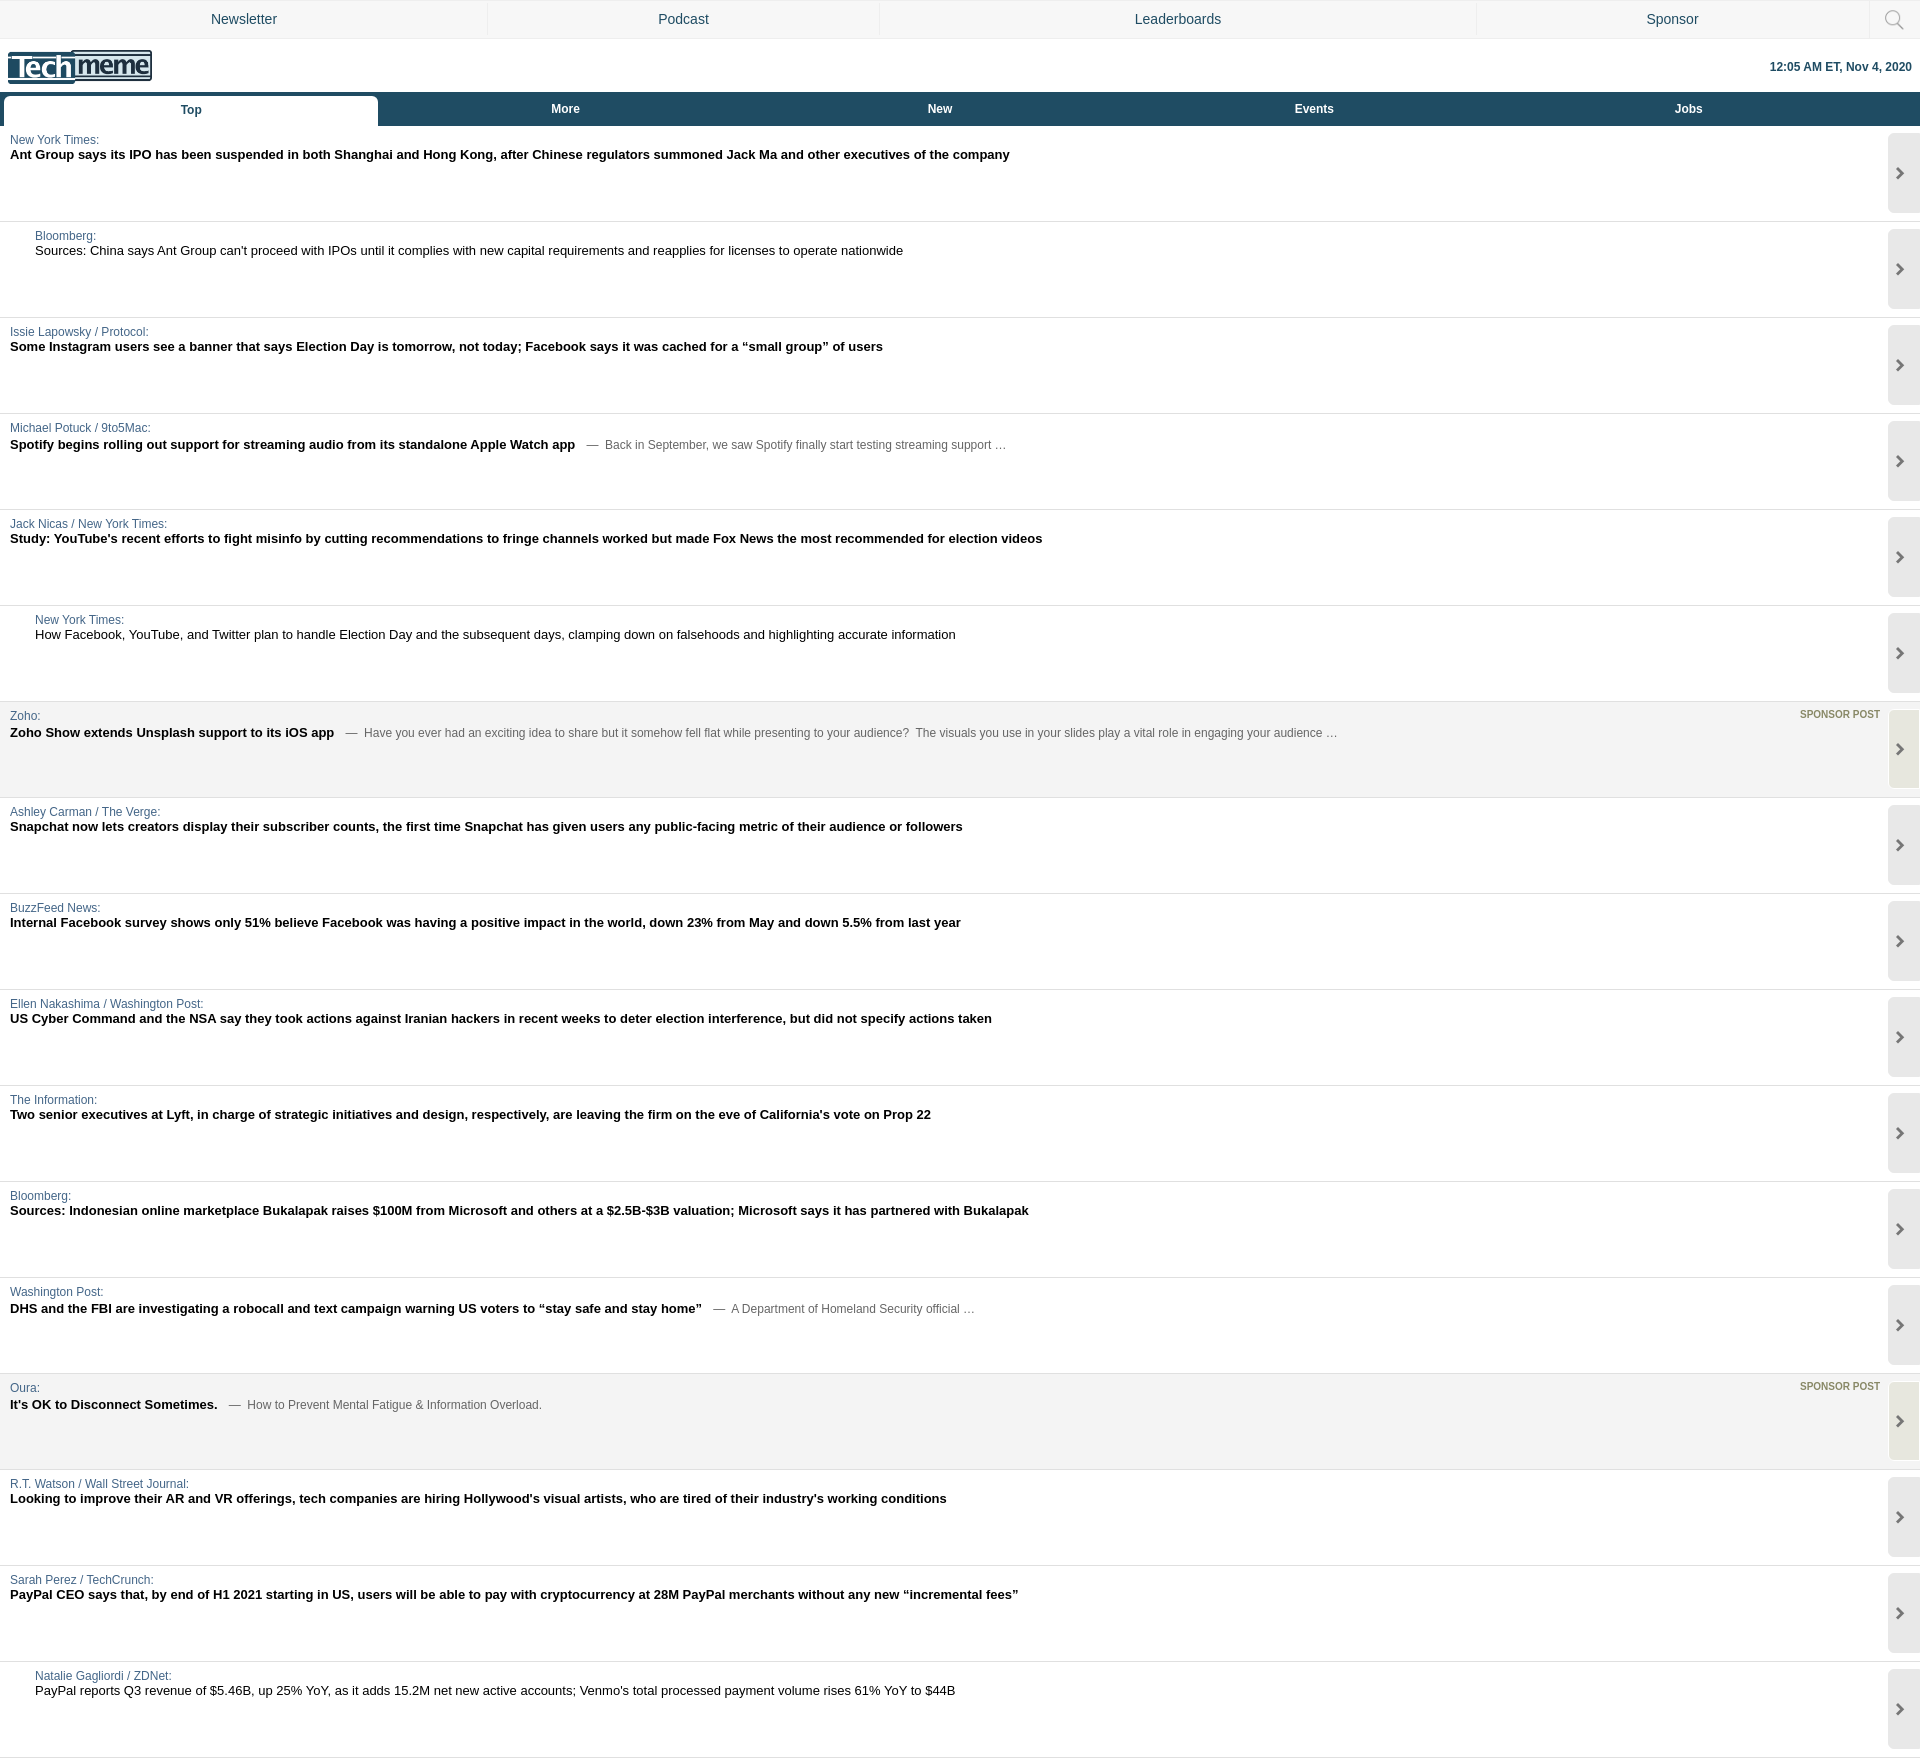 Newsletter Podcast Leaderboards Sponsor
Techmeme
12:05 AM ET, Nov 4, 2020
Top More New Events Jobs
New York Times:
Ant Group says its IPO has been suspended in both Shanghai and Hong Kong, after Chinese regulators summoned Jack Ma and other executives of the company
Bloomberg:
Sources: China says Ant Group can't proceed with IPOs until it complies with new capital requirements and reapplies for licenses to operate nationwide
Issie Lapowsky / Protocol:
Some Instagram users see a banner that says Election Day is tomorrow, not today; Facebook says it was cached for a “small group” of users
Michael Potuck / 9to5Mac:
Spotify begins rolling out support for streaming audio from its standalone Apple Watch app — Back in September, we saw Spotify finally start testing streaming support …
Jack Nicas / New York Times:
Study: YouTube's recent efforts to fight misinfo by cutting recommendations to fringe channels worked but made Fox News the most recommended for election videos
New York Times:
How Facebook, YouTube, and Twitter plan to handle Election Day and the subsequent days, clamping down on falsehoods and highlighting accurate information
Zoho:
SPONSOR POST
Zoho Show extends Unsplash support to its iOS app — Have you ever had an exciting idea to share but it somehow fell flat while presenting to your audience? The visuals you use in your slides play a vital role in engaging your audience …
Ashley Carman / The Verge:
Snapchat now lets creators display their subscriber counts, the first time Snapchat has given users any public-facing metric of their audience or followers
BuzzFeed News:
Internal Facebook survey shows only 51% believe Facebook was having a positive impact in the world, down 23% from May and down 5.5% from last year
Ellen Nakashima / Washington Post:
US Cyber Command and the NSA say they took actions against Iranian hackers in recent weeks to deter election interference, but did not specify actions taken
The Information:
Two senior executives at Lyft, in charge of strategic initiatives and design, respectively, are leaving the firm on the eve of California's vote on Prop 22
Bloomberg:
Sources: Indonesian online marketplace Bukalapak raises $100M from Microsoft and others at a $2.5B-$3B valuation; Microsoft says it has partnered with Bukalapak
Washington Post:
DHS and the FBI are investigating a robocall and text campaign warning US voters to “stay safe and stay home” — A Department of Homeland Security official …
Oura:
SPONSOR POST
It's OK to Disconnect Sometimes. — How to Prevent Mental Fatigue & Information Overload.
R.T. Watson / Wall Street Journal:
Looking to improve their AR and VR offerings, tech companies are hiring Hollywood's visual artists, who are tired of their industry's working conditions
Sarah Perez / TechCrunch:
PayPal CEO says that, by end of H1 2021 starting in US, users will be able to pay with cryptocurrency at 28M PayPal merchants without any new “incremental fees”
Natalie Gagliordi / ZDNet:
PayPal reports Q3 revenue of $5.46B, up 25% YoY, as it adds 15.2M net new active accounts; Venmo's total processed payment volume rises 61% YoY to $44B